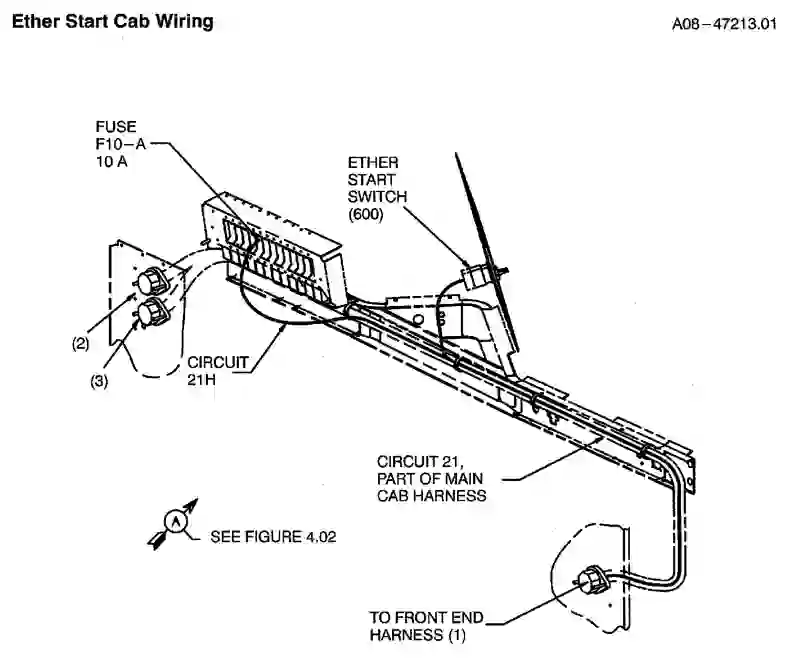 Ether Start Cab Wiring
A08-47213.01
FUSE
F10-A
10 A
ETHER
START
SWITCH
(600)
(2)
(3)
CIRCUIT
21H
CIRCUIT 21,
PART OF MAIN
CAB HARNESS
A
SEE FIGURE 4.02
TO FRONT END
HARNESS (1)